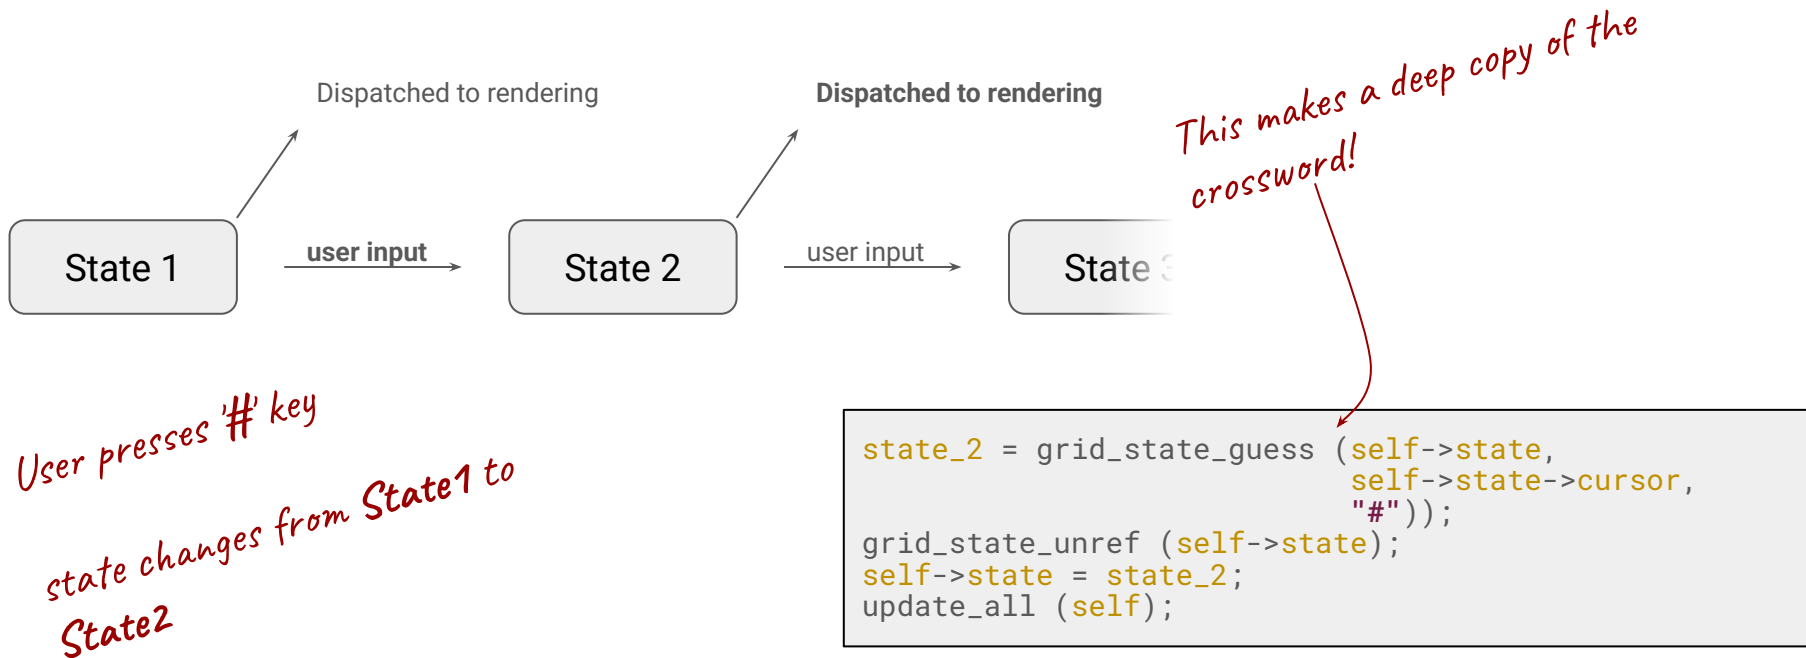 Dispatched to rendering
Dispatched to rendering
This makes a deep copy of the
crossword!
State 1
user input
State 2
user input
State 3
User presses '#' key
state changes from State1 to
State2
state_2 = grid_state_guess (self->state,
self->state->cursor,
"#"));
grid_state_unref (self->state);
self->state = state_2;
update_all (self);